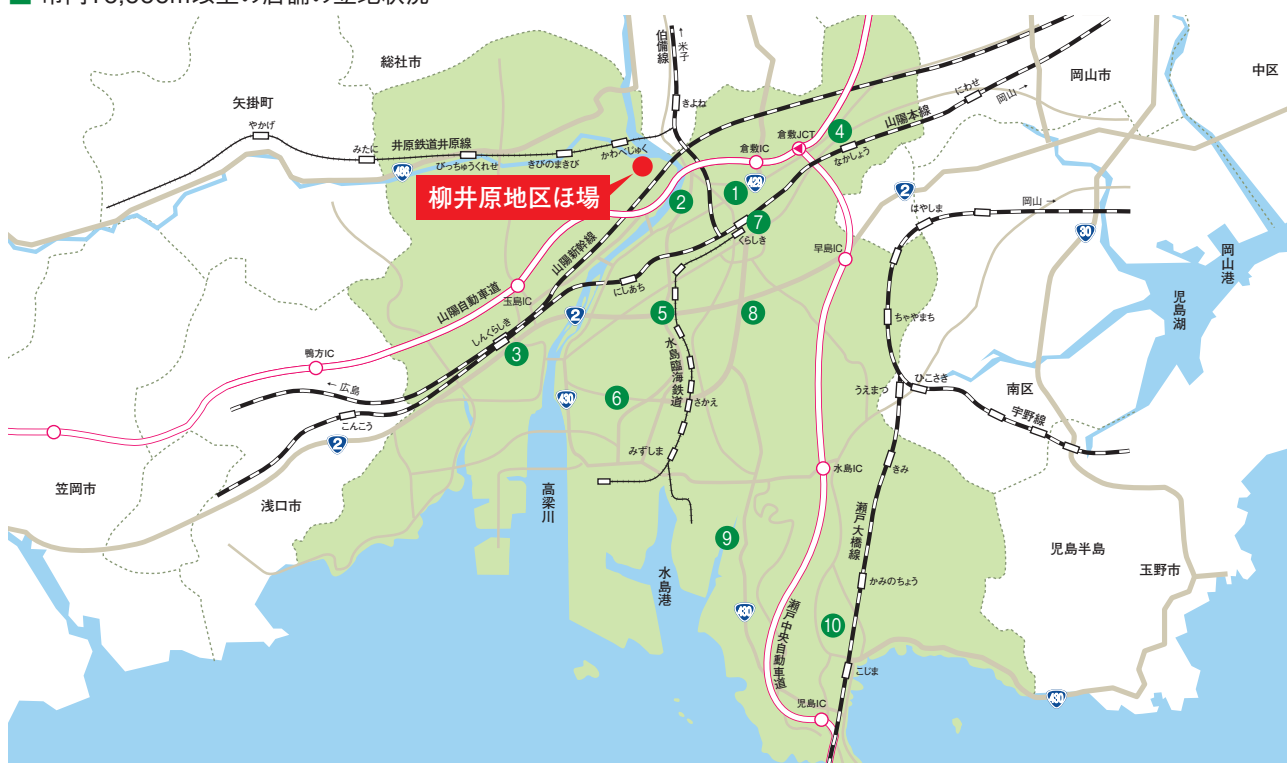 伯備線
↑米子
総社市
岡山市
中区
矢掛町
やかげ
きよね
にわせ
岡山→
山陽本線
倉敷JCT
4
みたに
井原鉄道井原線
かわべじゅく
倉敷IC
なかしょう
486
びっちゅうくれせ
きびのまきび
429
2
柳井原地区ほ場
2
1
岡山→
はやしま
7
くらしき
30
早島IC
岡山港
山陽新幹線
にしあち
児島湖
山陽自動車道
玉島IC
2
5
8
ちゃやまち
しんくらしき
3
水島臨海鉄道
鴨方IC
←広島
430
6
さかえ
うえまつ
ひこさき
南区
宇野線
こんこう
2
みずしま
水島IC
きみ
笠岡市
浅口市
高梁川
瀬戸大橋線
9
児島半島
水島港
玉野市
かみのちょう
430
10
瀬戸中央自動車道
こじま
児島IC
430